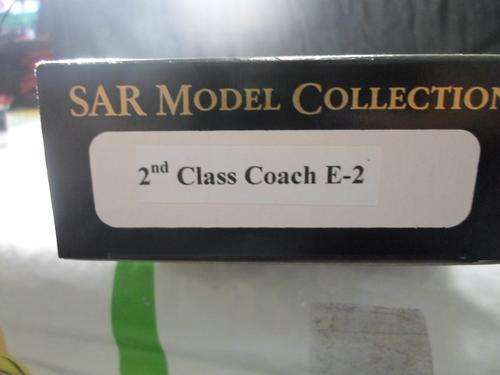 SAR MODEL COLLECTION
2nd Class Coach E-2